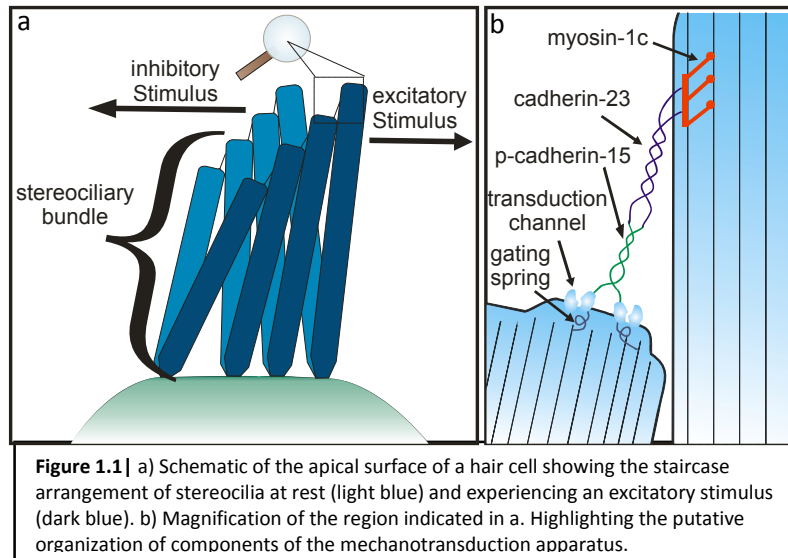 a
inhibitory
Stimulus
excitatory
Stimulus
stereociliary
bundle
b
myosin-1c
cadherin-23
p-cadherin-15
transduction
channel
gating
spring
Figure 1.1| a) Schematic of the apical surface of a hair cell showing the staircase
arrangement of stereocilia at rest (light blue) and experiencing an excitatory stimulus
(dark blue). b) Magnification of the region indicated in a. Highlighting the putative
organization of components of the mechanotransduction apparatus.